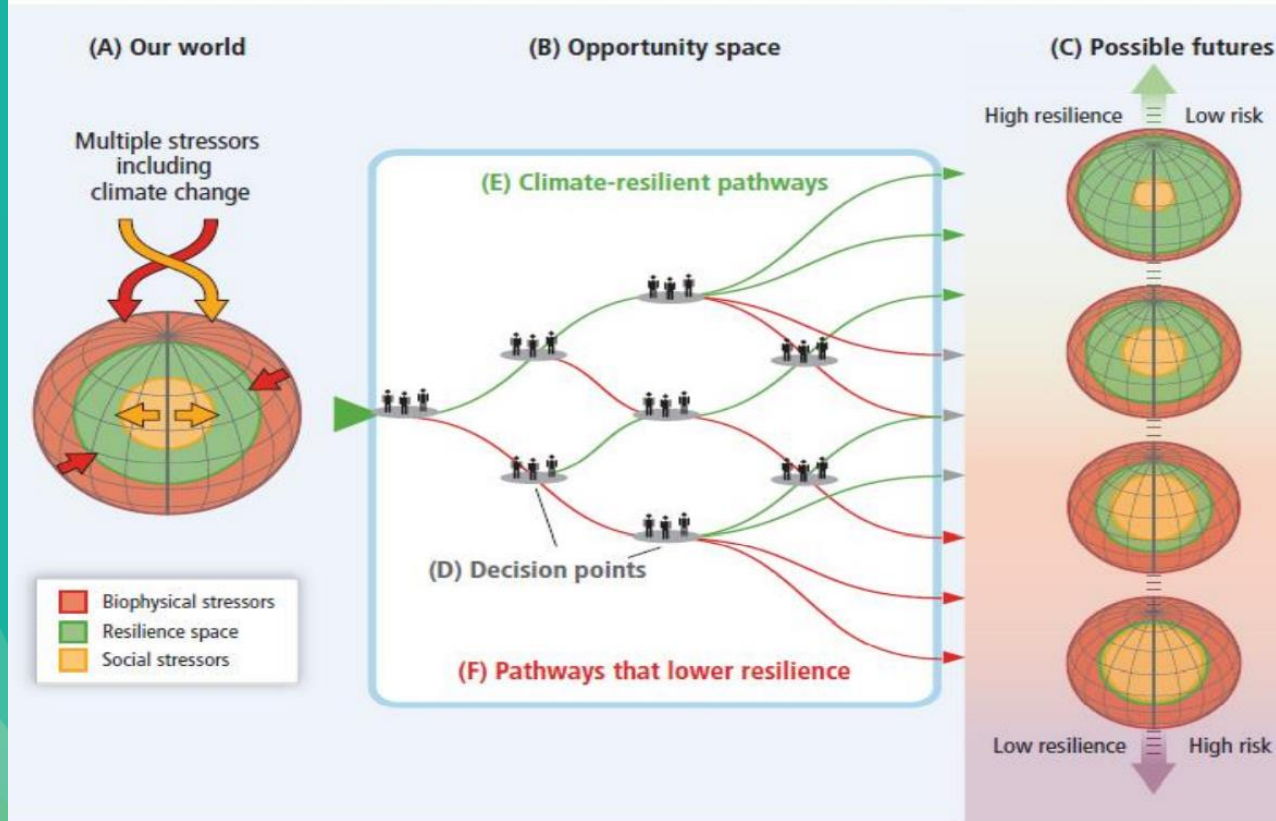 (A) Our world
(B) Opportunity space
(C) Possible futures
Multiple stressors
including
climate change
Biophysical stressors
Resilience space
Social stressors
(E) Climate-resilient pathways
(D) Decision points
(F) Pathways that lower resilience
High resilience
Low risk
Low resilience
High risk